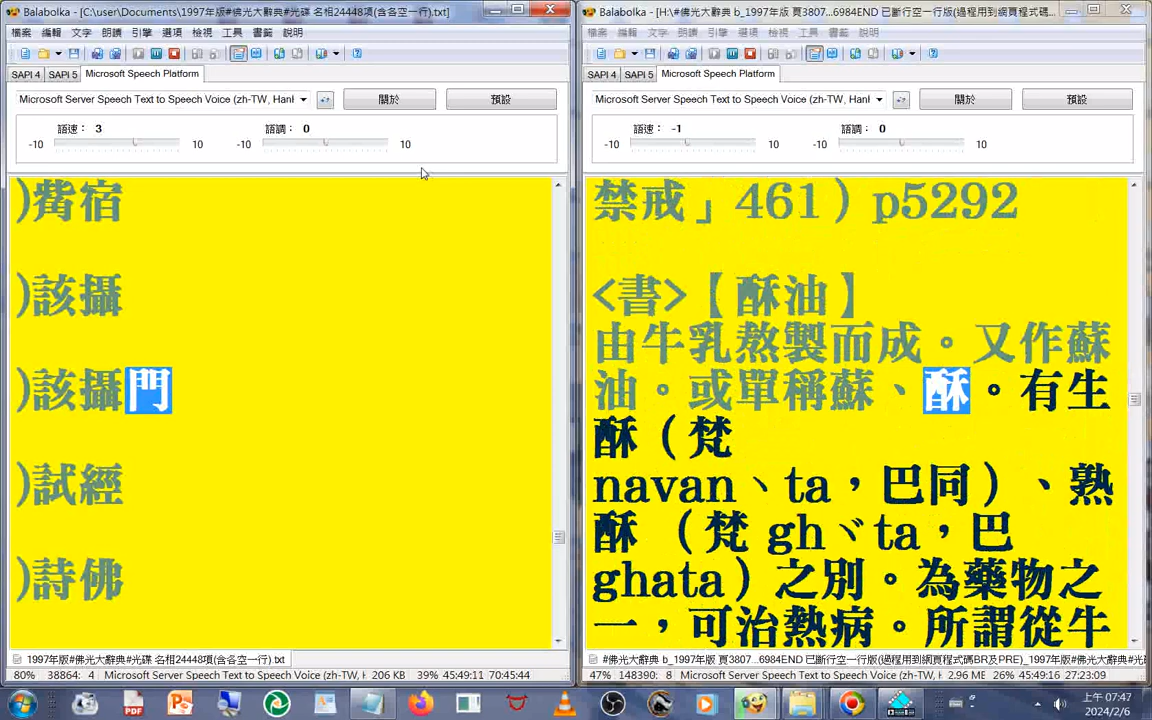 Balabolka - [C:\user\Documents\1997年版#佛光大辭典#光碟 名相24448項(含各空一行).txt]
檔案 編輯 文字 朗讀 引擎 選項 檢視 工具 書籤 說明
SAPI 4 SAPI 5 Microsoft Speech Platform
Microsoft Server Speech Text to Speech Voice (zh-TW, Han
關於 預設
語速： 3 語調： 0
-10 10 -10 10
)觜宿
)該攝
)該攝門
)試經
)詩佛
1997年版#佛光大辭典#光碟 名相24448項(含各空一行).txt
80% 38864: 4 Microsoft Server Speech Text to Speech Voice (zh-TW, 206 KB 39% 45:49:11 70:45:44
Balabolka - [H:\#佛光大辭典 b_1997年版 頁3807...6984END 已斷行空一行版(過程用到網頁程式碼
檔案 編輯 文字 朗讀 引擎 選項 檢視 工具 書籤 說明
SAPI 4 SAPI 5 Microsoft Speech Platform
Microsoft Server Speech Text to Speech Voice (zh-TW, Han
關於 預設
語速： -1 語調： 0
-10 10 -10 10
禁戒」461） p5292
<書>【酥油】
由牛乳熬製而成。又作蘇
油。或單稱蘇、酥。有生
酥（梵
navan丶ta，巴同）、熟
酥 （梵 ghヾta，巴
ghata）之別。為藥物之
一，可治熱病。所謂從牛
#佛光大辭典 b_1997年版 頁3807...6984END 已斷行空一行版(過程用到網頁程式碼BR及PRE)_1997年版#光
47% 148390: 8 Microsoft Server Speech Text to Speech Voice (zh-TW, H 2.96 ME 26% 45:49:16 27:23:09
上午 07:47
2024/2/6